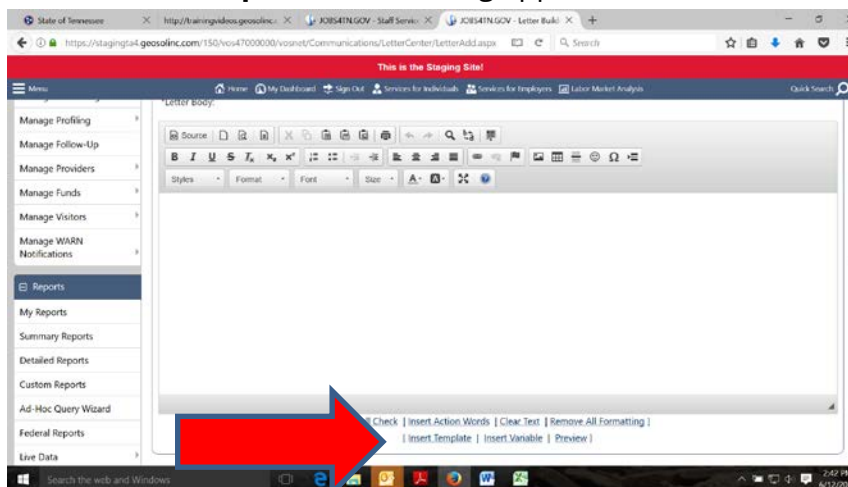 State of Tennessee × http://trainingvideos.geosolinc. × JOBS4TN.GOV - Staff Service × JOBS4TN.GOV - Letter Build × +
https://stagingta4.geosolinc.com/150/vos47000000/vosnet/Communications/LetterCenter/LetterAdd.aspx Search
This is the Staging Site!
Menu Home My Dashboard Sign Out Services for Individuals Services for Employers Labor Market Analysis Quick Search
*Letter Body:
Manage Profiling
Manage Follow-Up
Manage Providers
Manage Funds
Manage Visitors
Manage WARN
Notifications
Source
B I U S Tx x₂ x² Ω
Styles Format Font Size A A
Reports
My Reports
Summary Reports
Detailed Reports
Custom Reports
Ad-Hoc Query Wizard
Federal Reports
Live Data
Check | Insert Action Words | Clear Text | Remove All Formatting ]
[ Insert Template | Insert Variable | Preview ]
Search the web and Windows
2:42 PM